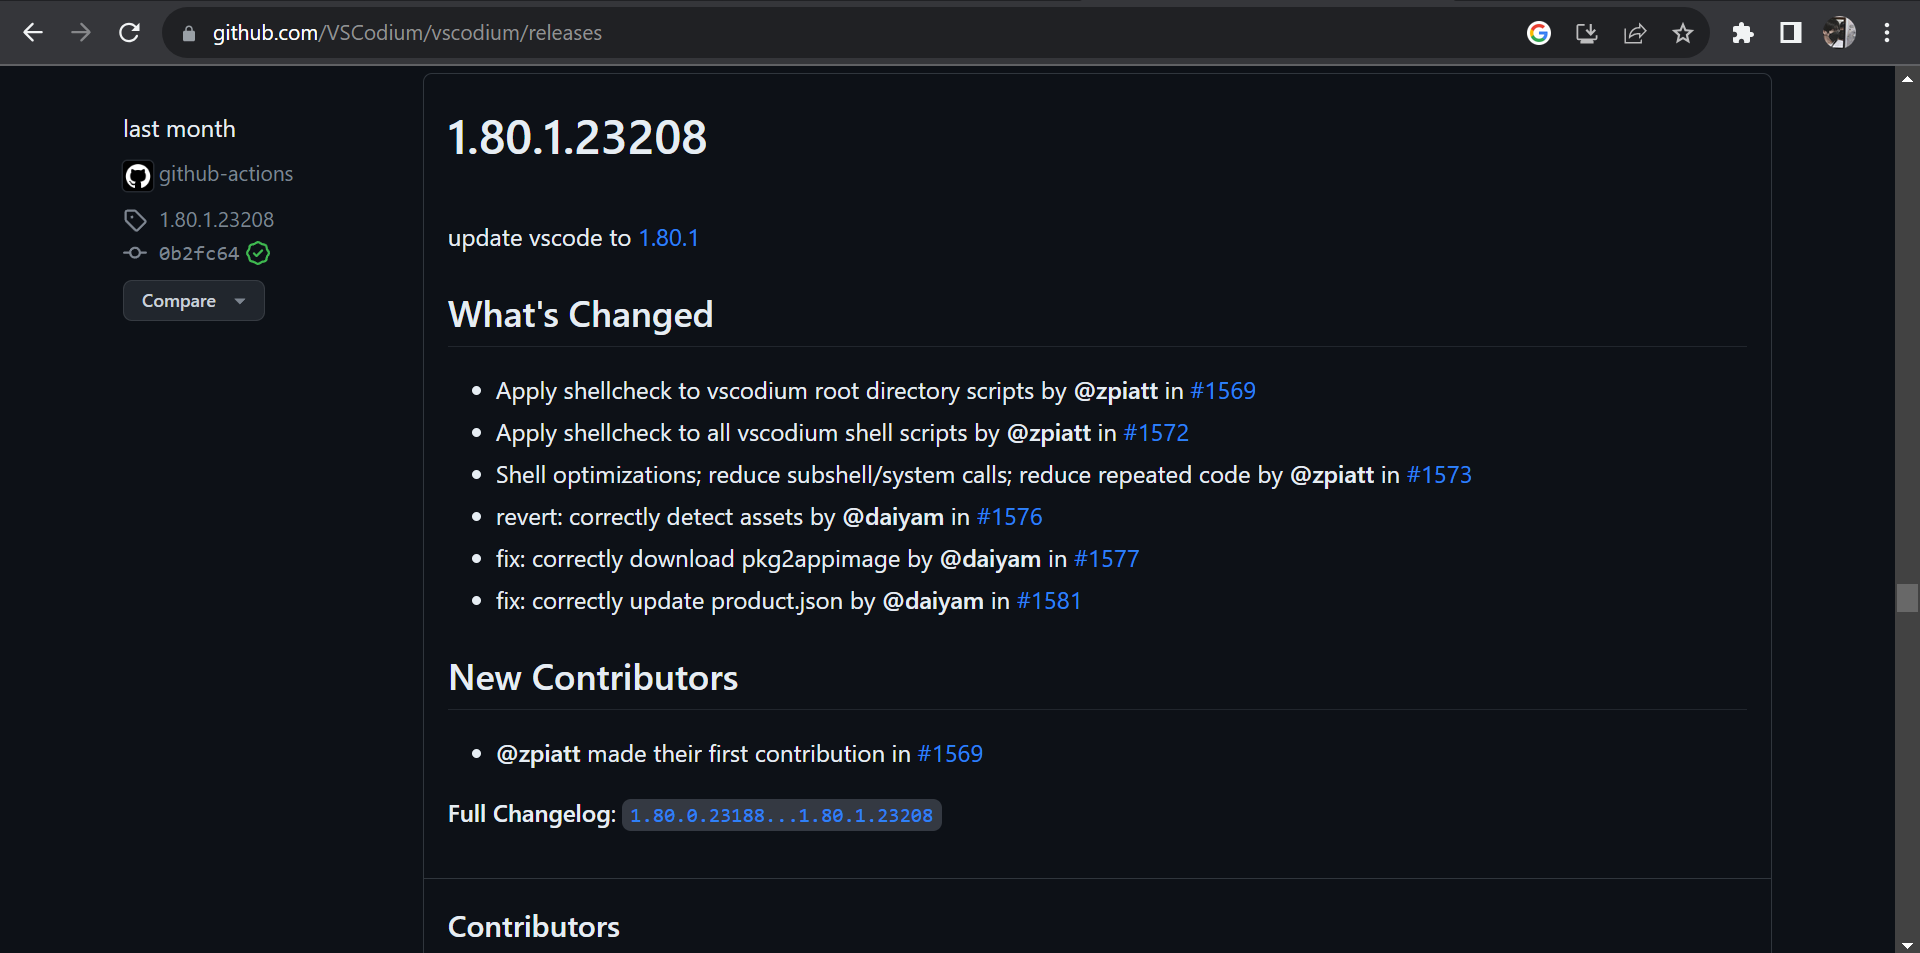 github.com/VSCodium/vscodium/releases
last month
github-actions
1.80.1.23208
0b2fc64
Compare
1.80.1.23208
update vscode to 1.80.1
What's Changed
Apply shellcheck to vscodium root directory scripts by @zpiatt in #1569
Apply shellcheck to all vscodium shell scripts by @zpiatt in #1572
Shell optimizations; reduce subshell/system calls; reduce repeated code by @zpiatt in #1573
revert: correctly detect assets by @daiyam in #1576
fix: correctly download pkg2appimage by @daiyam in #1577
fix: correctly update product.json by @daiyam in #1581
New Contributors
@zpiatt made their first contribution in #1569
Full Changelog: 1.80.0.23188...1.80.1.23208
Contributors